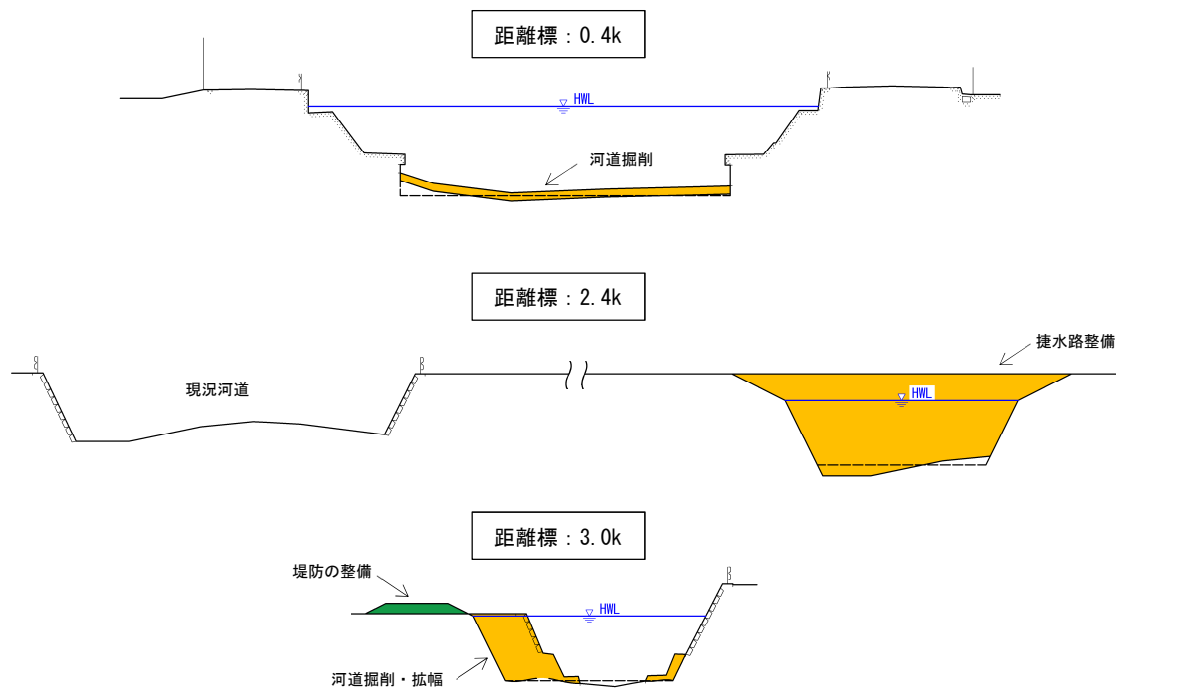 距離標：0.4k
HWL
河道掘削
距離標：2.4k
捷水路整備
現況河道
HWL
距離標：3.0k
堤防の整備
HWL
河道掘削・拡幅